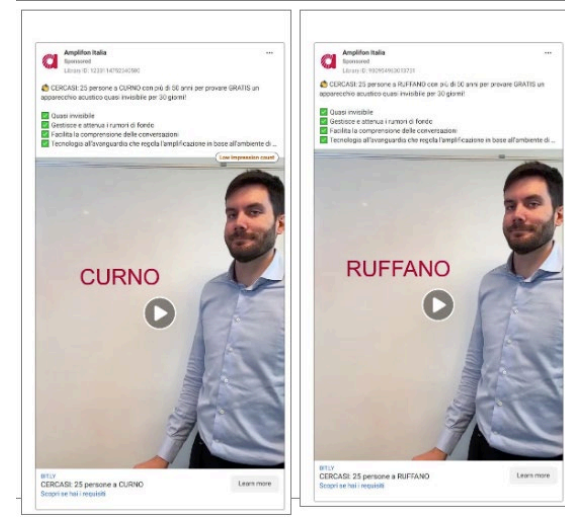 Amplifon Italia
Sponsored
CERCASI: 25 persone a CURNO con più di 50 anni per provare GRATIS un
apparecchio acustico quasi invisibile per 30 giorni!
Quasi invisibile
Gestisce e attenua i rumori di fondo
Facilita la comprensione delle conversazioni
Tecnologia all'avanguardia che regola l'amplificazione in base all'ambiente di ...
Low impression count
CURNO
BIT.LY
CERCASI: 25 persone a CURNO
Scopri se hai i requisiti
Learn more
Amplifon Italia
Sponsored
CERCASI: 25 persone a RUFFANO con più di 50 anni per provare GRATIS un
apparecchio acustico quasi invisibile per 30 giorni!
Quasi invisibile
Gestisce e attenua i rumori di fondo
Facilita la comprensione delle conversazioni
Tecnologia all'avanguardia che regola l'amplificazione in base all'ambiente di ...
RUFFANO
BIT.LY
CERCASI: 25 persone a RUFFANO
Scopri se hai i requisiti
Learn more